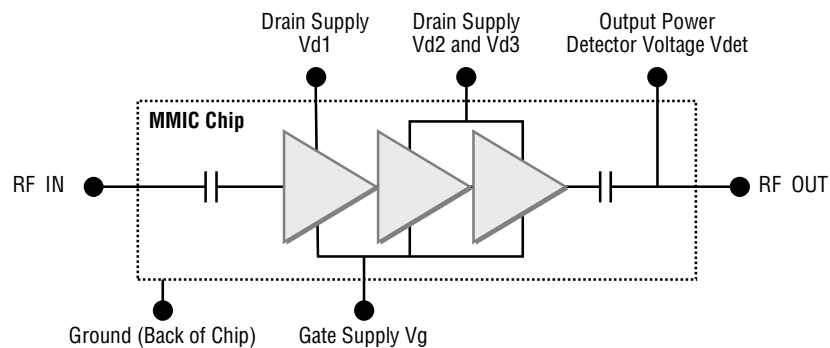 Drain Supply
Vd1
Drain Supply
Vd2 and Vd3
Output Power
Detector Voltage Vdet
MMIC Chip
RF IN
RF OUT
Ground (Back of Chip)
Gate Supply Vg